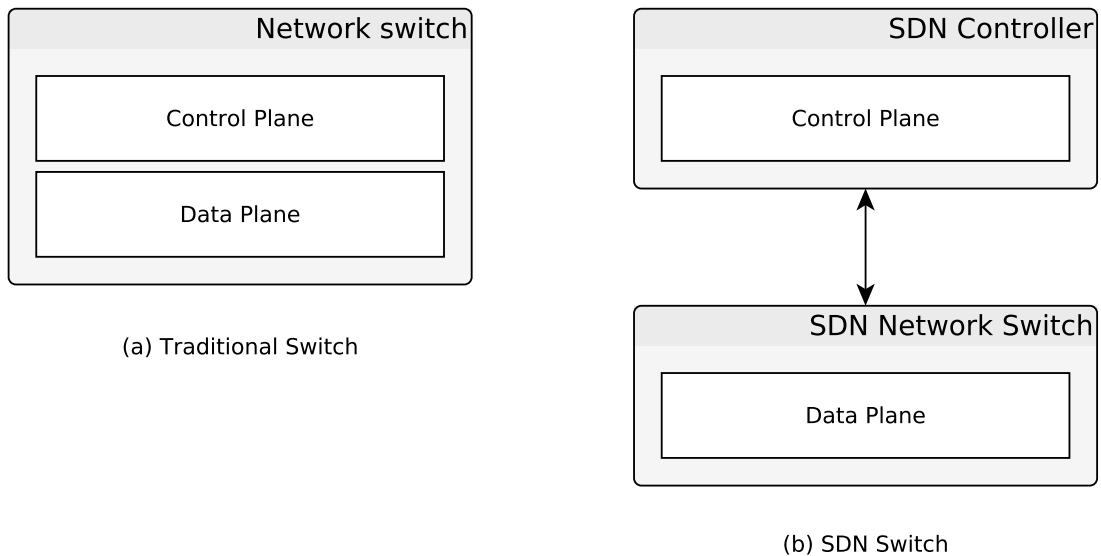 Network switch
Control Plane
Data Plane
(a) Traditional Switch
SDN Controller
Control Plane
SDN Network Switch
Data Plane
(b) SDN Switch